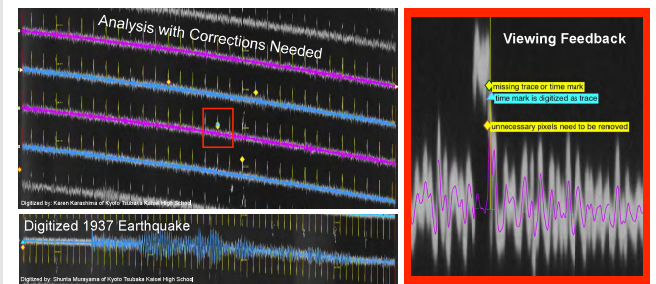 Analysis with Corrections Needed
Digitized by: Karen Karashima of Kyoto Tsubaka Kaisei High School
Digitized 1937 Earthquake
Digitized by: Shunta Murayama of Kyoto Tsubaka Kaisei High School
Viewing Feedback
missing trace or time mark
time mark is digitized as trace
unnecessary pixels need to be removed